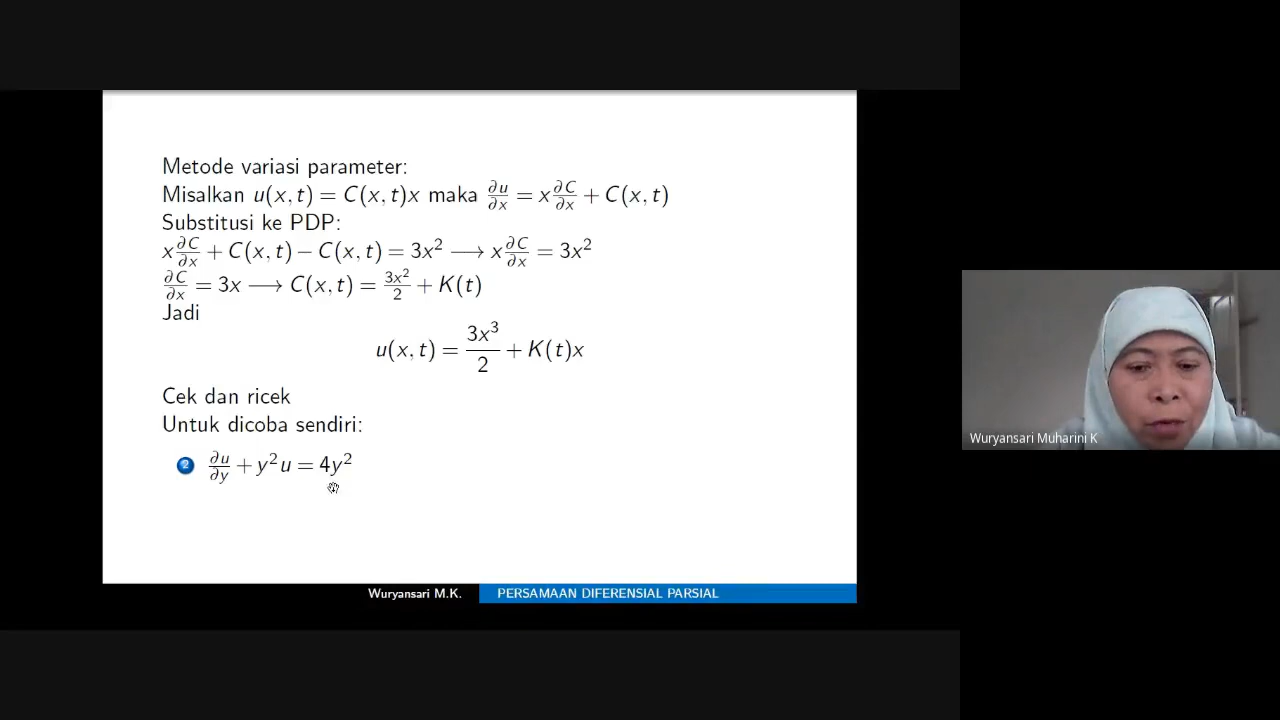 Metode variasi parameter:
Misalkan u(x, t) = C(x, t)x maka ∂u/∂x = x ∂C/∂x + C(x, t)
Substitusi ke PDP:
x ∂C/∂x + C(x, t) − C(x, t) = 3x² ⟶ x ∂C/∂x = 3x²
∂C/∂x = 3x ⟶ C(x, t) = 3x²/2 + K(t)
Jadi
u(x, t) = 3x³/2 + K(t)x
Cek dan ricek
Untuk dicoba sendiri:
2 ∂u/∂y + y²u = 4y²
Wuryansari M.K. PERSAMAAN DIFERENSIAL PARSIAL
Wuryansari Muharini K